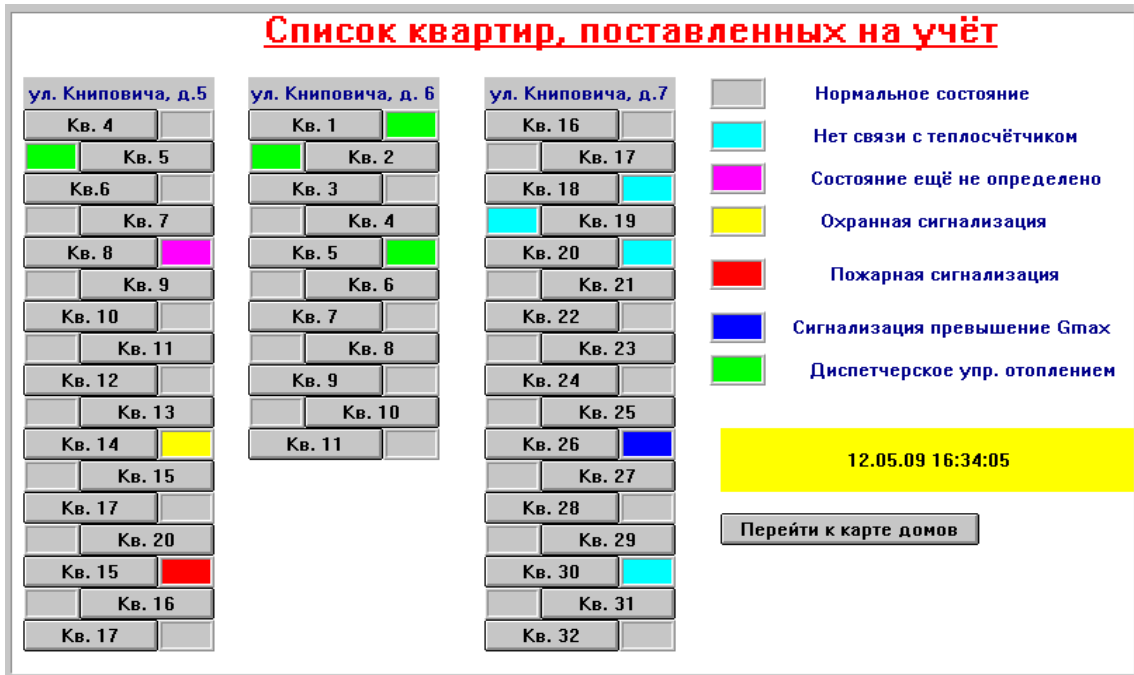 Список квартир, поставленных на учёт
ул. Книповича, д.5
Кв. 4
Кв. 5
Кв.6
Кв. 7
Кв. 8
Кв. 9
Кв. 10
Кв. 11
Кв. 12
Кв. 13
Кв. 14
Кв. 15
Кв. 17
Кв. 20
Кв. 15
Кв. 16
Кв. 17
ул. Книповича, д. 6
Кв. 1
Кв. 2
Кв. 3
Кв. 4
Кв. 5
Кв. 6
Кв. 7
Кв. 8
Кв. 9
Кв. 10
Кв. 11
ул. Книповича, д.7
Кв. 16
Кв. 17
Кв. 18
Кв. 19
Кв. 20
Кв. 21
Кв. 22
Кв. 23
Кв. 24
Кв. 25
Кв. 26
Кв. 27
Кв. 28
Кв. 29
Кв. 30
Кв. 31
Кв. 32
Нормальное состояние
Нет связи с теплосчётчиком
Состояние ещё не определено
Охранная сигнализация
Пожарная сигнализация
Сигнализация превышение Gmax
Диспетчерское упр. отоплением
12.05.09 16:34:05
Перейти к карте домов